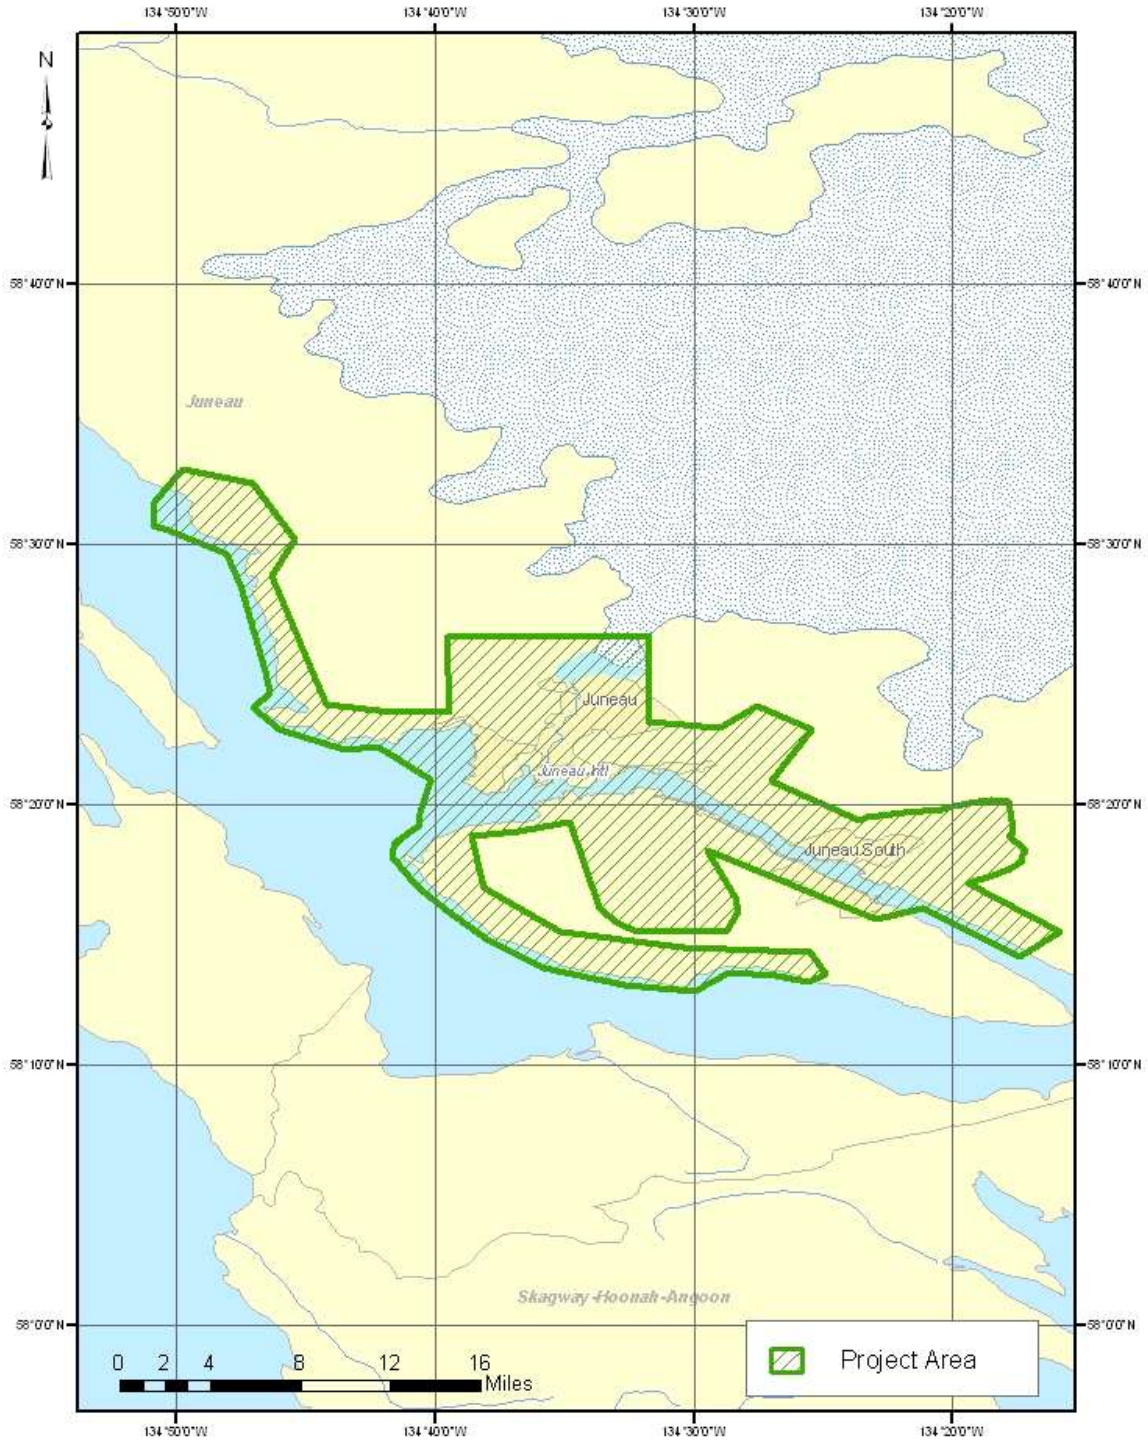 134°50'0"W 134°40'0"W 134°30'0"W 134°20'0"W
N
58°40'0"N 58°40'0"N
Juneau
58°30'0"N 58°30'0"N
Juneau
Juneau Intl
58°20'0"N 58°20'0"N
Juneau South
58°10'0"N 58°10'0"N
Skagway-Hoonah-Angoon
58°0'0"N 58°0'0"N
0 2 4 8 12 16
Miles
Project Area
134°50'0"W 134°40'0"W 134°30'0"W 134°20'0"W